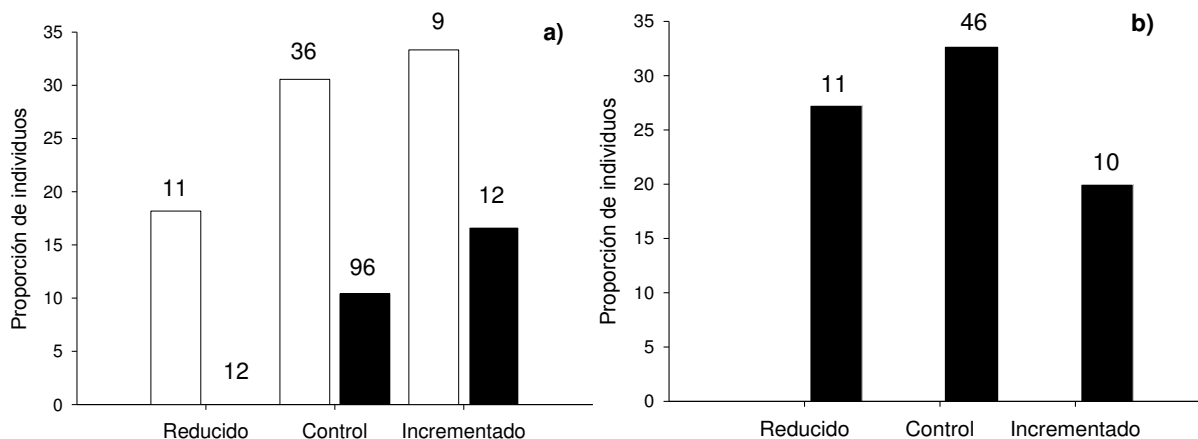 a)
Proporción de individuos
35
30
25
20
15
10
5
0
11
12
36
96
9
12
Reducido
Control
Incrementado
b)
Proporción de individuos
35
30
25
20
15
10
5
0
11
46
10
Reducido
Control
Incrementado